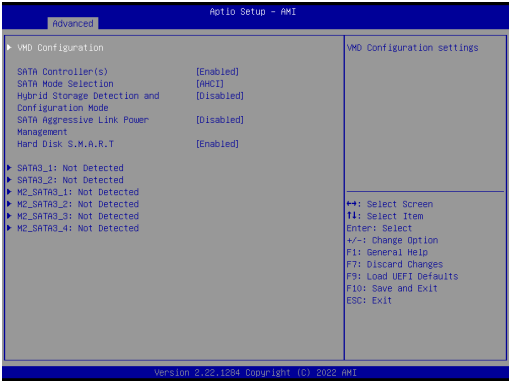 Aptio Setup – AMI
Advanced
VMD Configuration
VMD Configuration settings
SATA Controller(s) [Enabled]
SATA Mode Selection [AHCI]
Hybrid Storage Detection and [Disabled]
Configuration Mode
SATA Aggressive Link Power [Disabled]
Management
Hard Disk S.M.A.R.T [Enabled]
SATA3_1: Not Detected
SATA3_2: Not Detected
M2_SATA3_1: Not Detected
M2_SATA3_2: Not Detected
M2_SATA3_3: Not Detected
M2_SATA3_4: Not Detected
↔: Select Screen
↑↓: Select Item
Enter: Select
+/-: Change Option
F1: General Help
F7: Discard Changes
F9: Load UEFI Defaults
F10: Save and Exit
ESC: Exit
Version 2.22.1284 Copyright (C) 2022 AMI